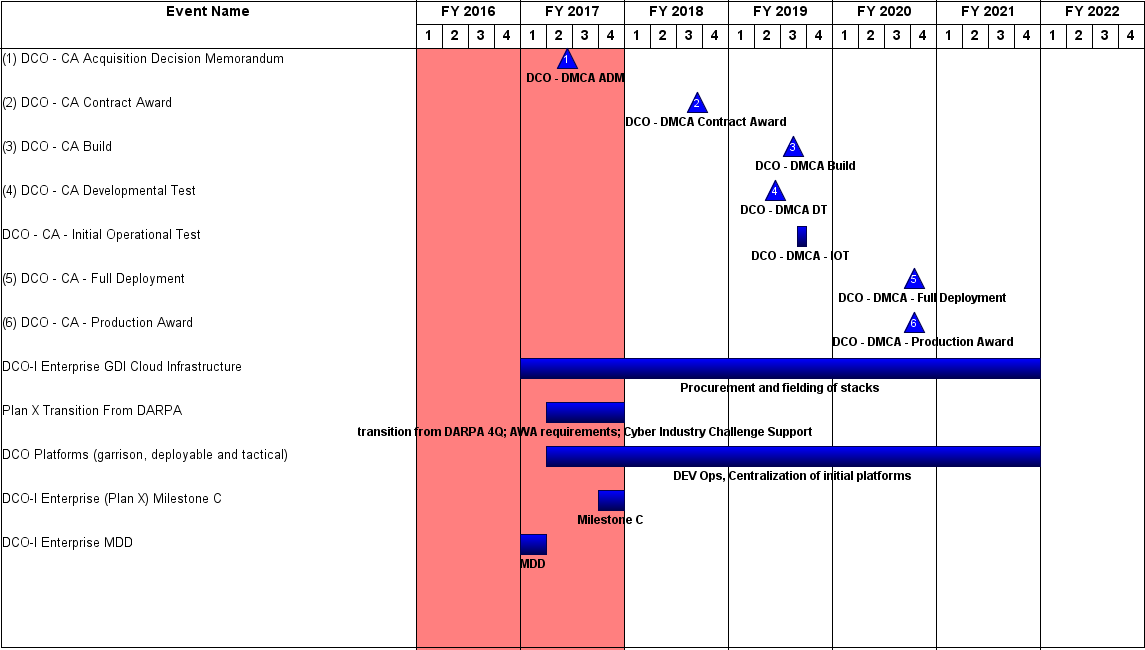 Event Name FY 2016 FY 2017 FY 2018 FY 2019 FY 2020 FY 2021 FY 2022
1 2 3 4 1 2 3 4 1 2 3 4 1 2 3 4 1 2 3 4 1 2 3 4 1 2 3 4
(1) DCO - CA Acquisition Decision Memorandum 1
DCO - DMCA ADM
(2) DCO - CA Contract Award 2
DCO - DMCA Contract Award
(3) DCO - CA Build 3
DCO - DMCA Build
(4) DCO - CA Developmental Test 4
DCO - DMCA DT
DCO - CA - Initial Operational Test
DCO - DMCA - IOT
(5) DCO - CA - Full Deployment 5
DCO - DMCA - Full Deployment
(6) DCO - CA - Production Award 6
DCO - DMCA - Production Award
DCO-I Enterprise GDI Cloud Infrastructure
Procurement and fielding of stacks
Plan X Transition From DARPA
transition from DARPA 4Q; AWA requirements; Cyber Industry Challenge Support
DCO Platforms (garrison, deployable and tactical)
DEV Ops, Centralization of initial platforms
DCO-I Enterprise (Plan X) Milestone C
Milestone C
DCO-I Enterprise MDD
MDD